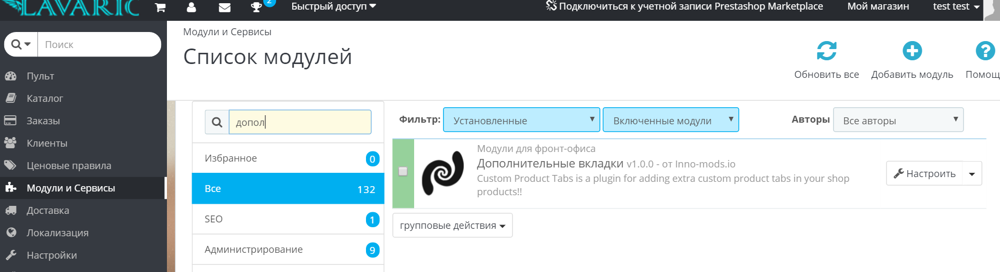 LAVARIC
2
Быстрый доступ
Подключиться к учетной записи Prestashop Marketplace
Мой магазин
test test
Поиск
Пульт
Каталог
Заказы
Клиенты
Ценовые правила
Модули и Сервисы
Доставка
Локализация
Настройки
Модули и Сервисы
Список модулей
Обновить все
Добавить модуль
Помощ
допол
Избранное 0
Все 132
SEO 1
Администрирование 9
Фильтр: Установленные Включенные модули Авторы Все авторы
Модули для фронт-офиса
Дополнительные вкладки v1.0.0 - от Inno-mods.io
Custom Product Tabs is a plugin for adding extra custom product tabs in your shop
products!!
Настроить
групповые действия